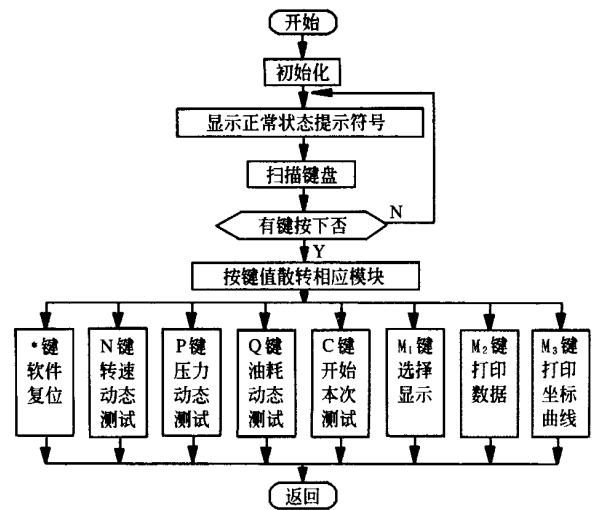 开始
初始化
显示正常状态提示符号
扫描键盘
有键按下否
N
Y
按键值散转相应模块
*键
软件
复位
N键
转速
动态
测试
P键
压力
动态
测试
Q键
油耗
动态
测试
C键
开始
本次
测试
M₁键
选择
显示
M₂键
打印
数据
M₃键
打印
坐标
曲线
返回